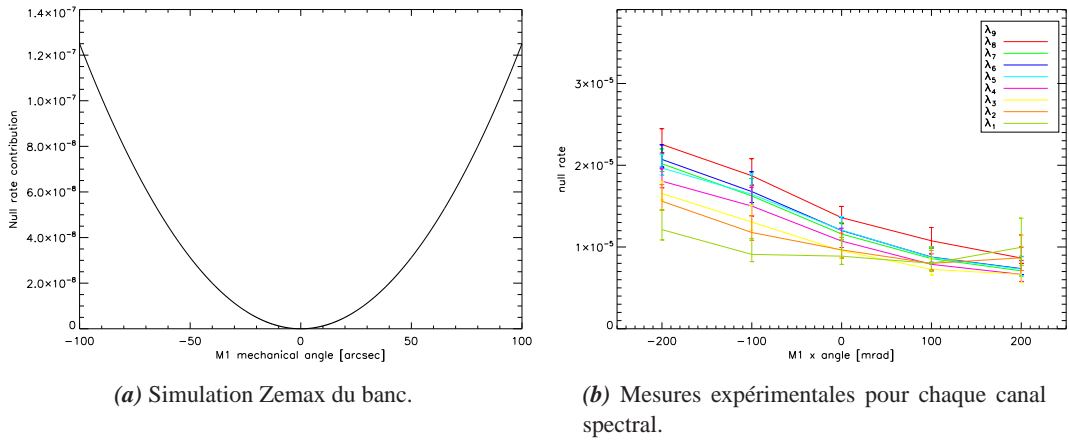 1.4×10⁻⁷
1.2×10⁻⁷
1.0×10⁻⁷
8.0×10⁻⁸
6.0×10⁻⁸
4.0×10⁻⁸
2.0×10⁻⁸
0
Null rate contribution
−100
−50
0
50
100
M1 mechanical angle [arcsec]
(a) Simulation Zemax du banc.
3×10⁻⁵
2×10⁻⁵
1×10⁻⁵
0
null rate
λ₉
λ₈
λ₇
λ₆
λ₅
λ₄
λ₃
λ₂
λ₁
−200
−100
0
100
200
M1 x angle [mrad]
(b) Mesures expérimentales pour chaque canal
spectral.